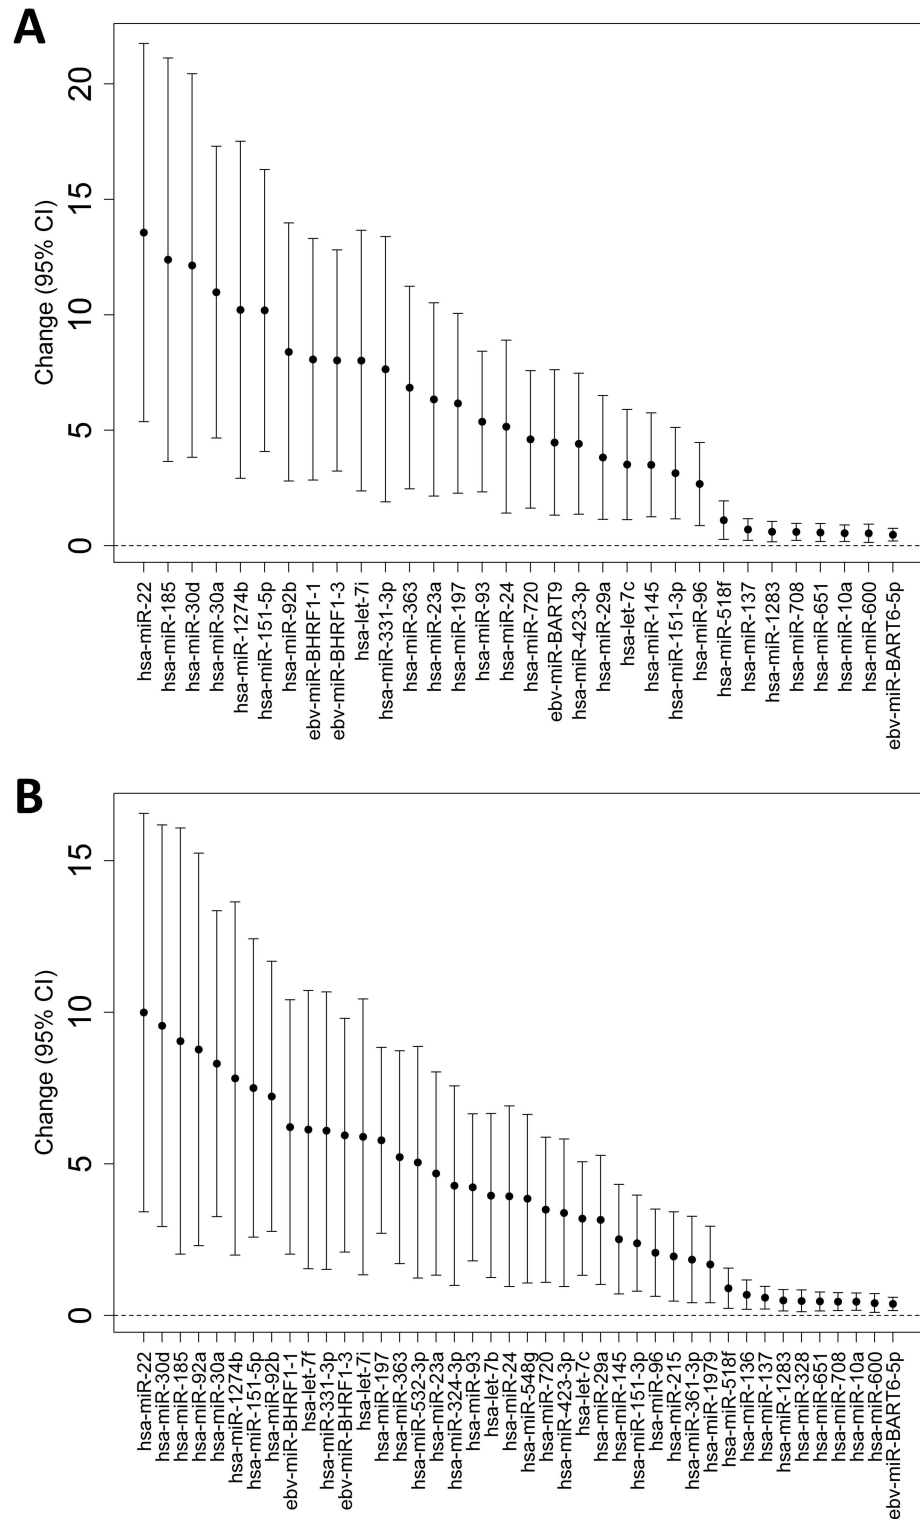 A
Change (95% CI)
20
15
10
5
0
hsa-miR-22
hsa-miR-185
hsa-miR-30d
hsa-miR-30a
hsa-miR-1274b
hsa-miR-151-5p
hsa-miR-92b
ebv-miR-BHRF1-1
ebv-miR-BHRF1-3
hsa-let-7i
hsa-miR-331-3p
hsa-miR-363
hsa-miR-23a
hsa-miR-197
hsa-miR-93
hsa-miR-24
hsa-miR-720
ebv-miR-BART9
hsa-miR-423-3p
hsa-miR-29a
hsa-let-7c
hsa-miR-145
hsa-miR-151-3p
hsa-miR-96
hsa-miR-518f
hsa-miR-137
hsa-miR-1283
hsa-miR-708
hsa-miR-651
hsa-miR-10a
hsa-miR-600
ebv-miR-BART6-5p
B
Change (95% CI)
15
10
5
0
hsa-miR-22
hsa-miR-30d
hsa-miR-185
hsa-miR-92a
hsa-miR-30a
hsa-miR-1274b
hsa-miR-151-5p
hsa-miR-92b
ebv-miR-BHRF1-1
hsa-let-7f
hsa-miR-331-3p
ebv-miR-BHRF1-3
hsa-let-7i
hsa-miR-197
hsa-miR-363
hsa-miR-532-3p
hsa-miR-23a
hsa-miR-324-3p
hsa-miR-93
hsa-let-7b
hsa-miR-24
hsa-miR-548g
hsa-miR-720
hsa-miR-423-3p
hsa-let-7c
hsa-miR-29a
hsa-miR-145
hsa-miR-151-3p
hsa-miR-96
hsa-miR-215
hsa-miR-361-3p
hsa-miR-1979
hsa-miR-518f
hsa-miR-136
hsa-miR-137
hsa-miR-1283
hsa-miR-328
hsa-miR-651
hsa-miR-708
hsa-miR-10a
hsa-miR-600
ebv-miR-BART6-5p